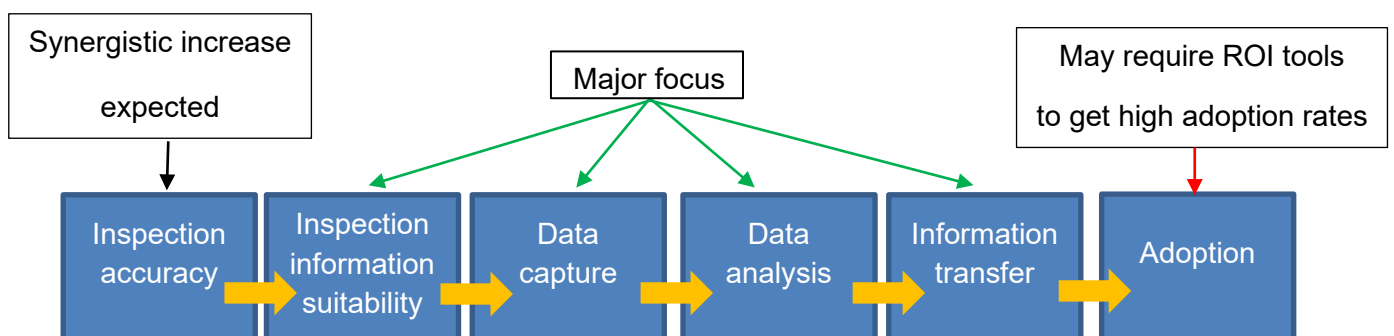 Synergistic increase
expected
Major focus
May require ROI tools
to get high adoption rates
Inspection
accuracy
Inspection
information
suitability
Data
capture
Data
analysis
Information
transfer
Adoption